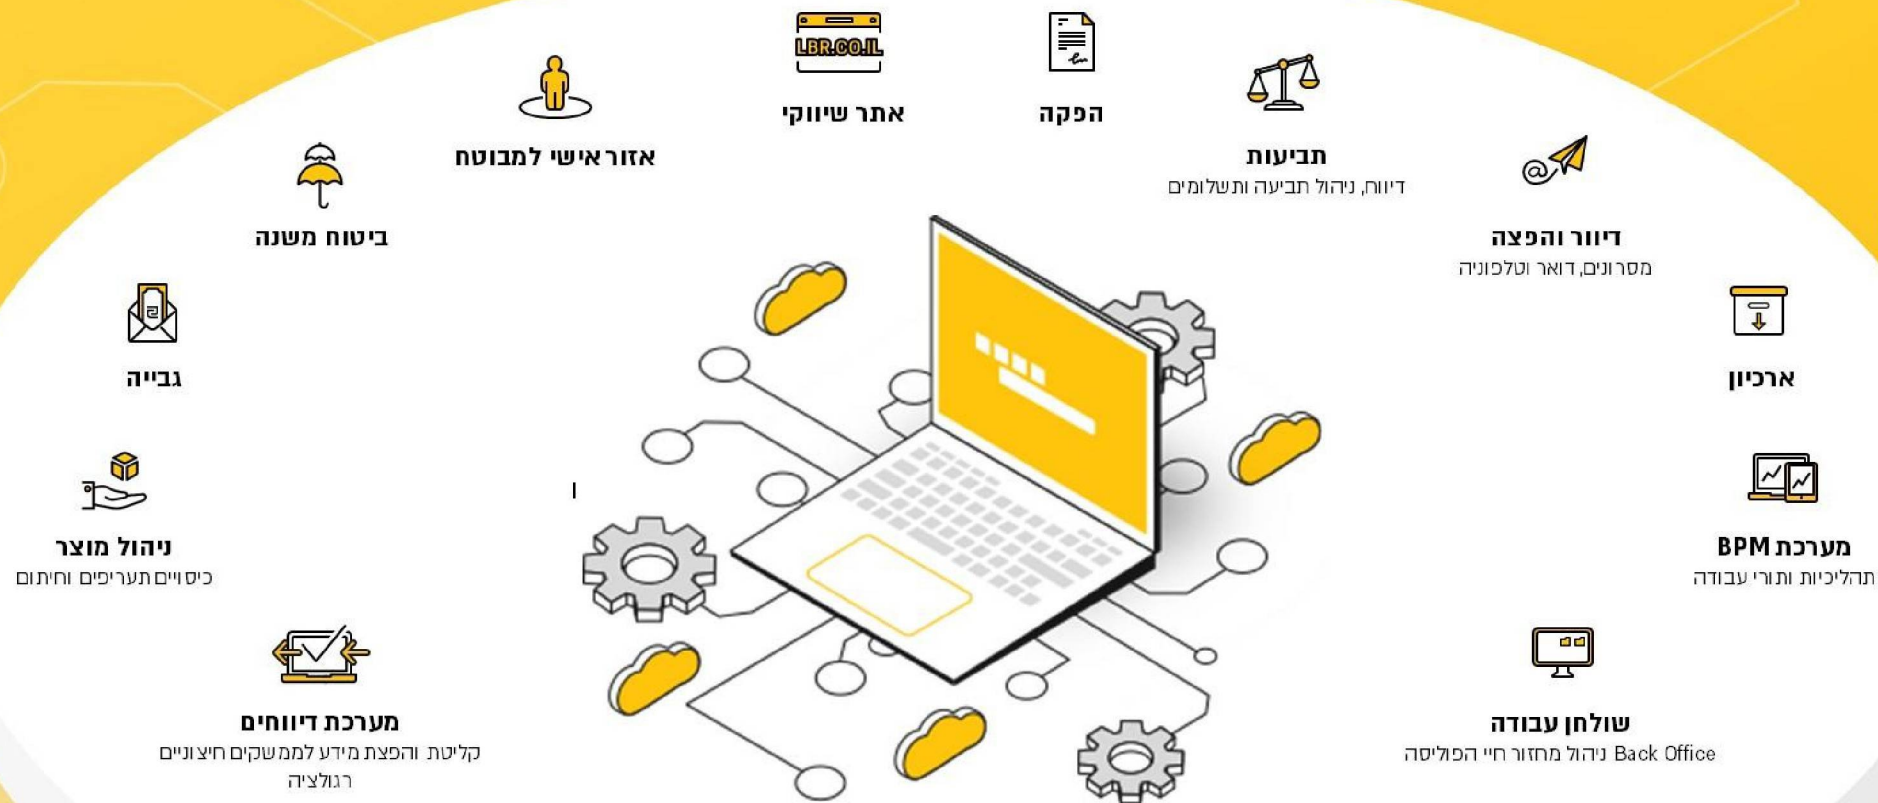 LBR.CO.IL
אתר שיווקי
הפקה
תביעות
דיווח, ניהול תביעה ותשלומים
דיוור והפצה
מסרונים, דואר וטלפוניה
ארכיון
מערכת BPM
תהליכיות ותורי עבודה
שולחן עבודה
Back Office ניהול מחזור חיי הפוליסה
אזור אישי למבוטח
ביטוח משנה
גבייה
ניהול מוצר
כיסויים תעריפים וחיתום
מערכת דיווחים
קליטת והפצת מידע לממשקים חיצוניים
רגולציה
ו